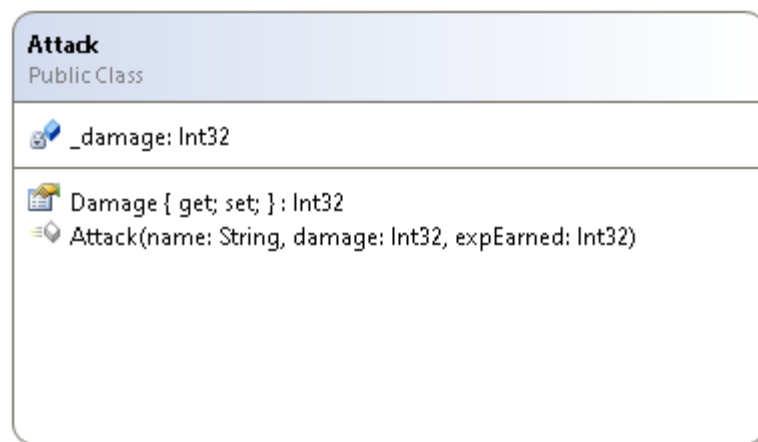 Attack
Public Class
_damage: Int32
Damage { get; set; } : Int32
Attack(name: String, damage: Int32, expEarned: Int32)